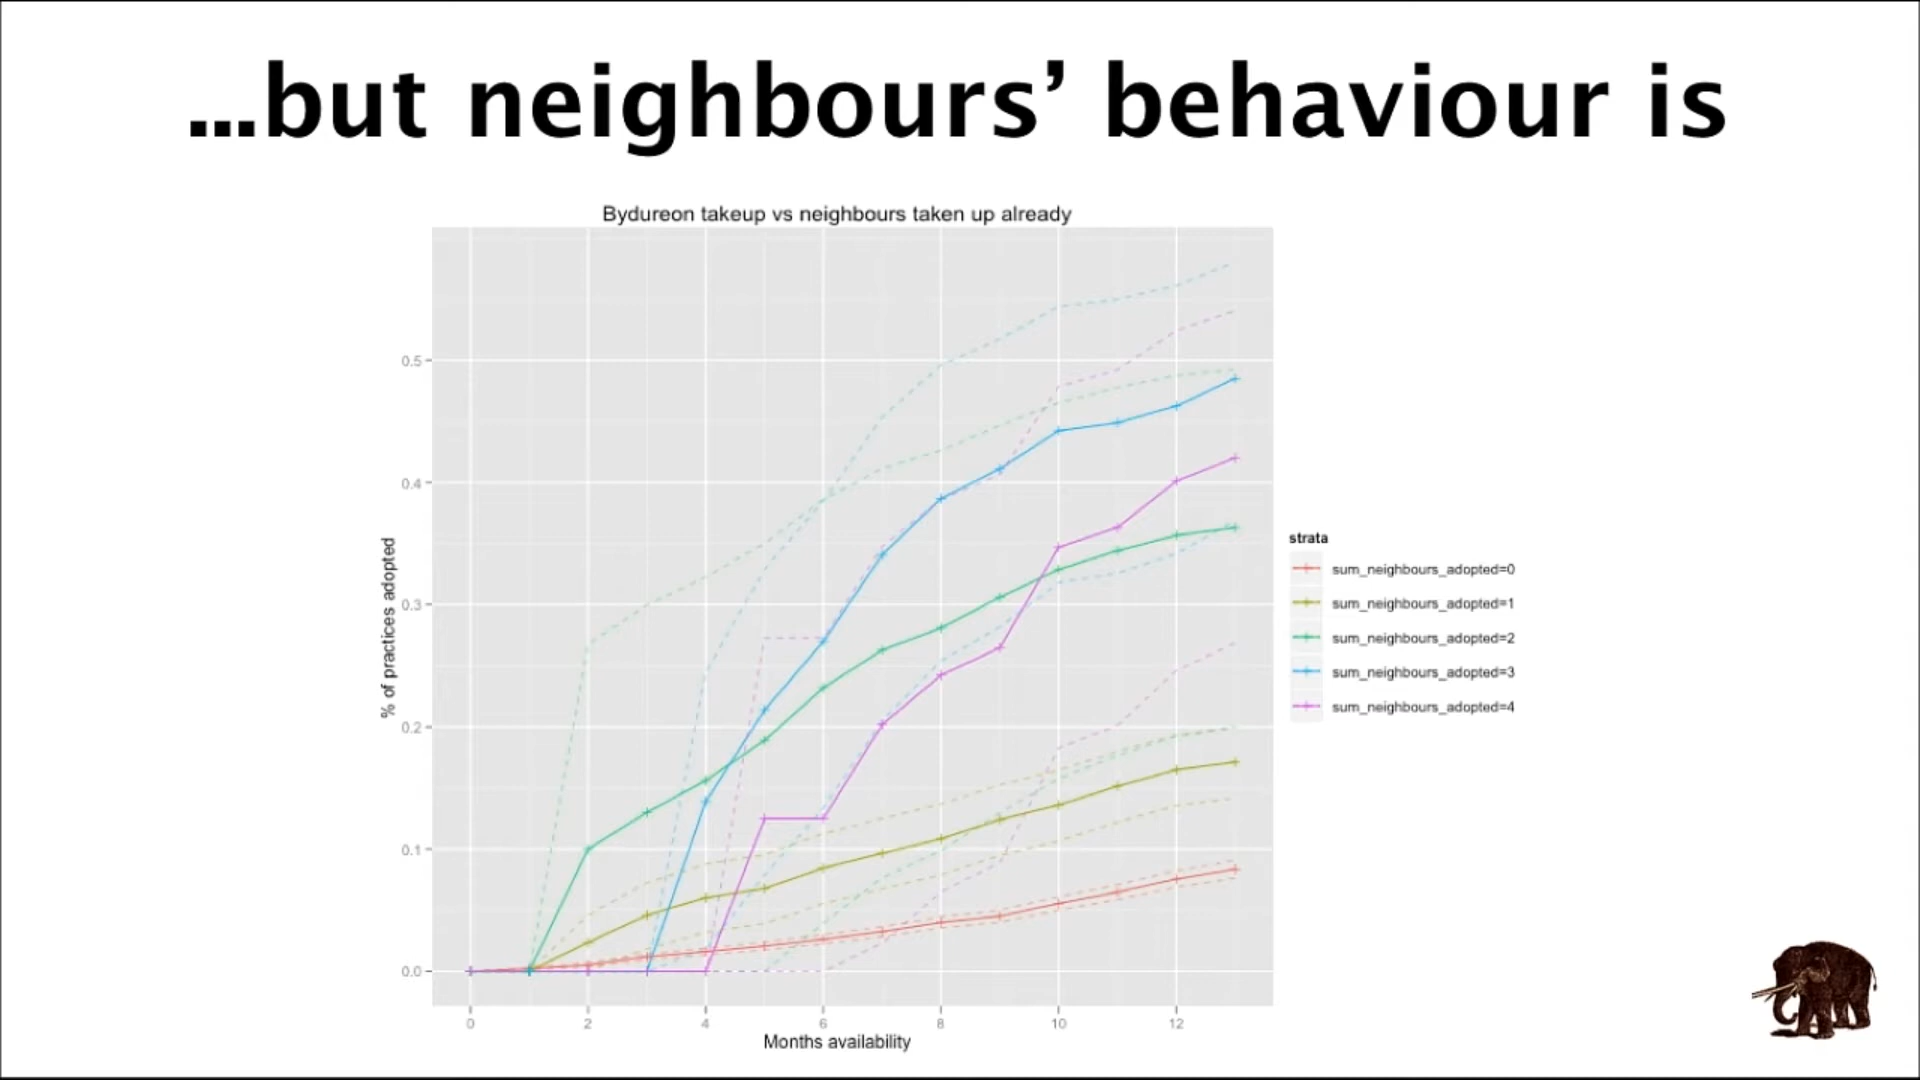 ...but neighbours’ behaviour is
Bydureon takeup vs neighbours taken up already
% of practices adopted
0.5
0.4
0.3
0.2
0.1
0.0
0 2 4 6 8 10 12
Months availability
strata
sum_neighbours_adopted=0
sum_neighbours_adopted=1
sum_neighbours_adopted=2
sum_neighbours_adopted=3
sum_neighbours_adopted=4